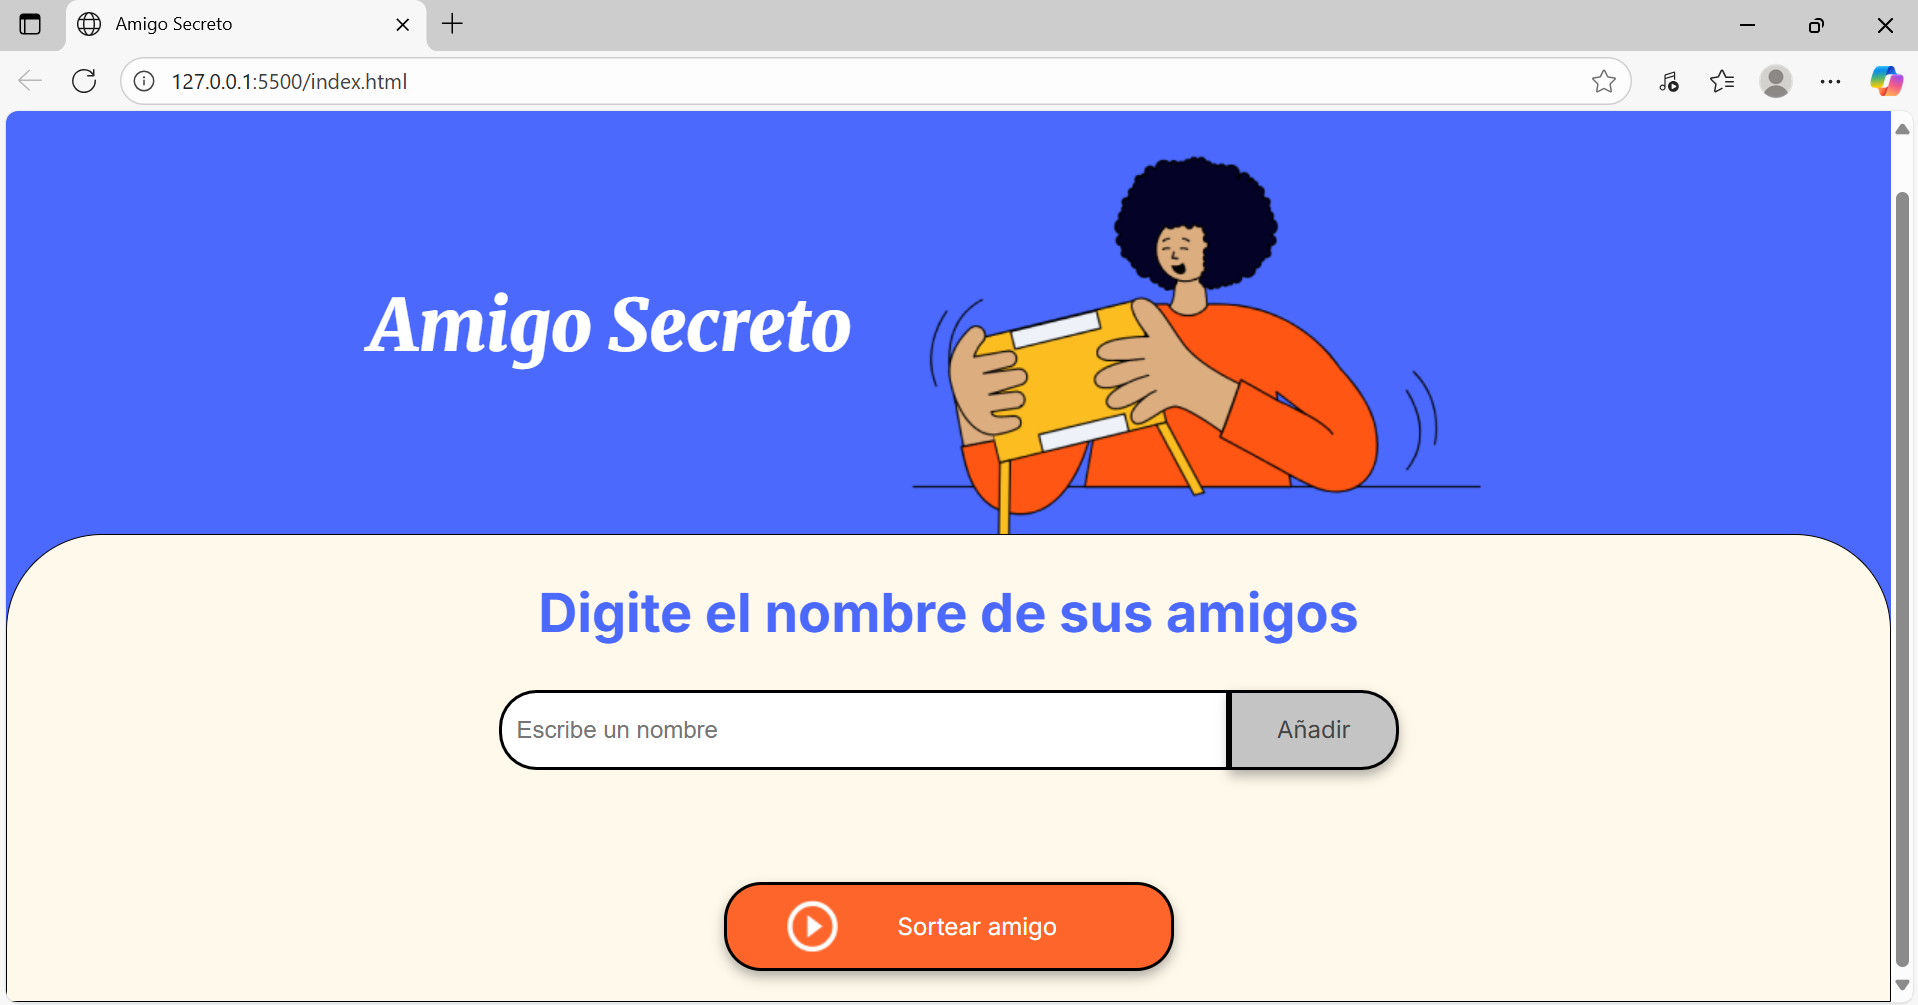 Amigo Secreto
127.0.0.1:5500/index.html
Amigo Secreto
Digite el nombre de sus amigos
Escribe un nombre
Añadir
Sortear amigo